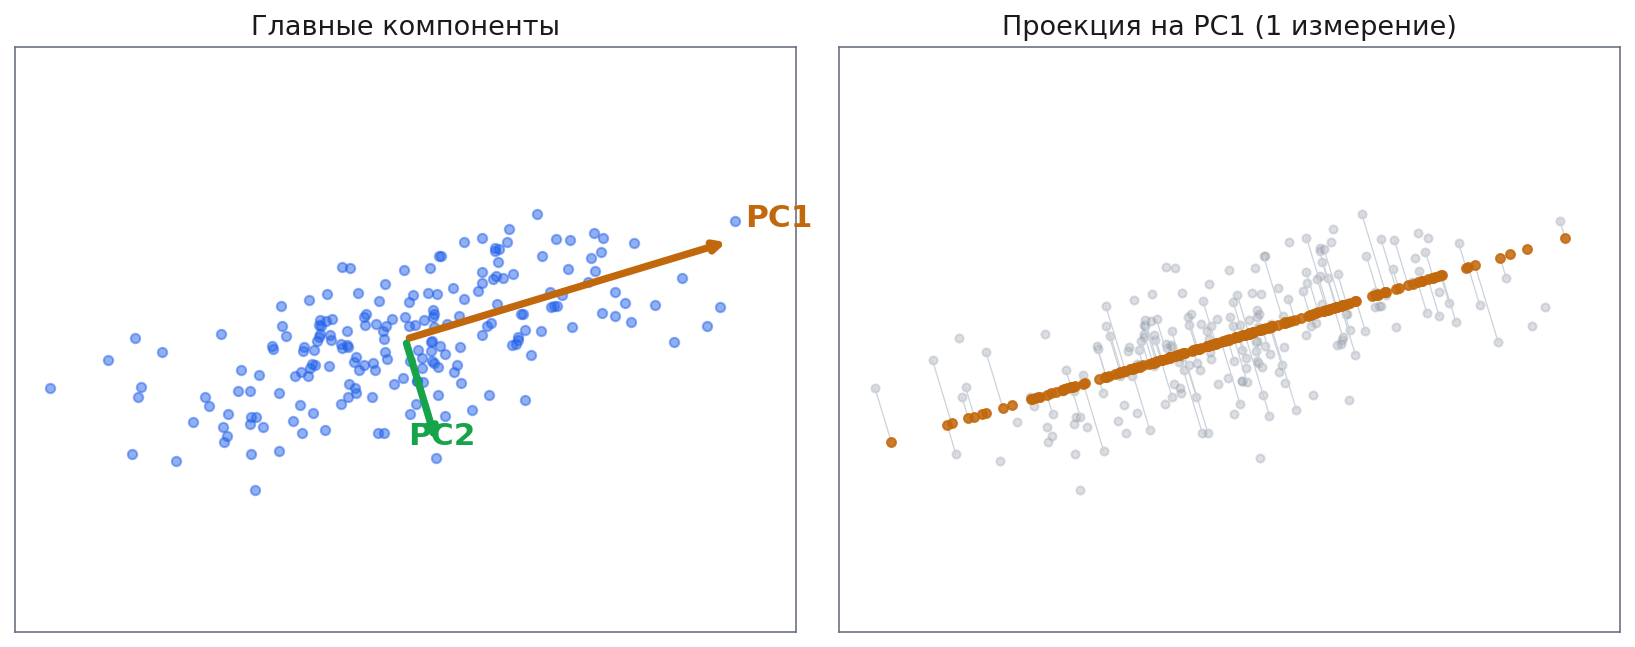 Главные компоненты
PC1
PC2
Проекция на PC1 (1 измерение)